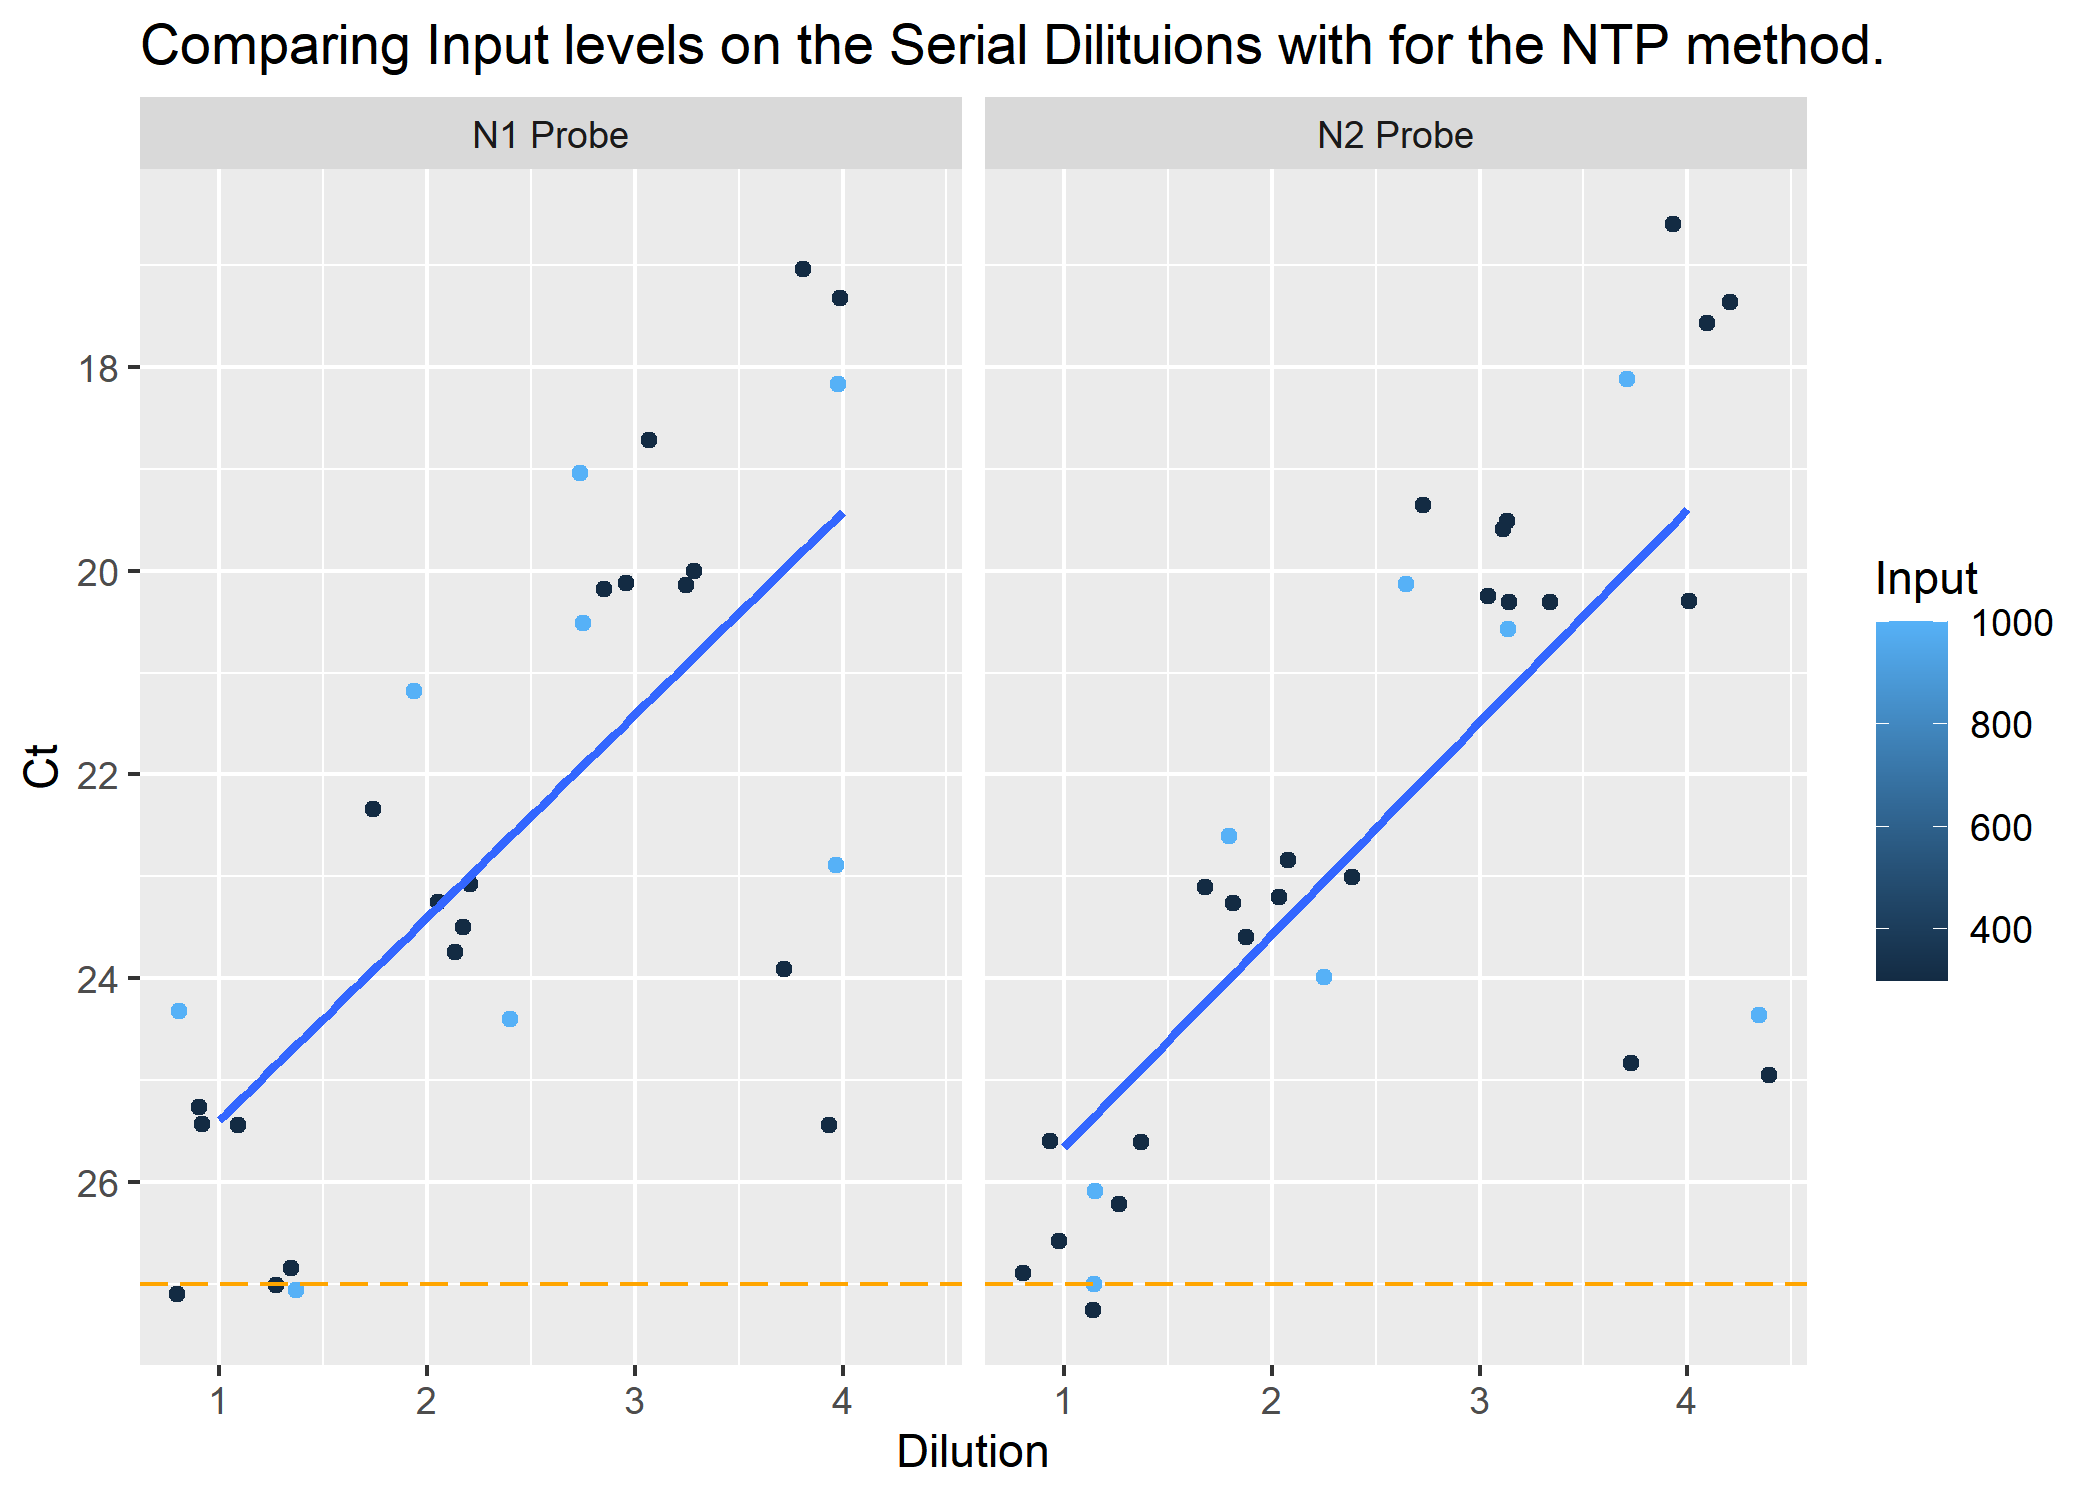 Comparing Input levels on the Serial Dilituions with for the NTP method.
N1 Probe
N2 Probe
Ct
18
20
22
24
26
1
2
3
4
1
2
3
4
Dilution
Input
1000
800
600
400